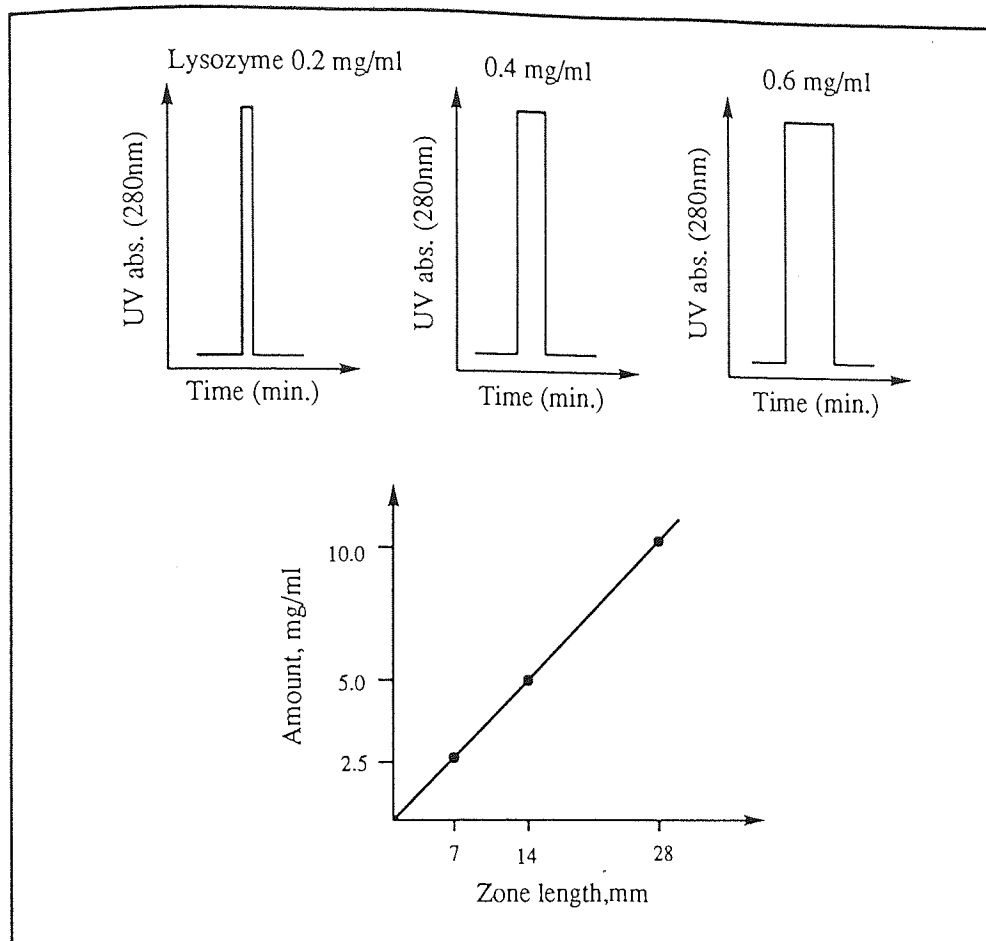 Lysozyme 0.2 mg/ml
0.4 mg/ml
0.6 mg/ml
UV abs. (280nm)
UV abs. (280nm)
UV abs. (280nm)
Time (min.)
Time (min.)
Time (min.)
Amount, mg/ml
10.0
5.0
2.5
7
14
28
Zone length,mm